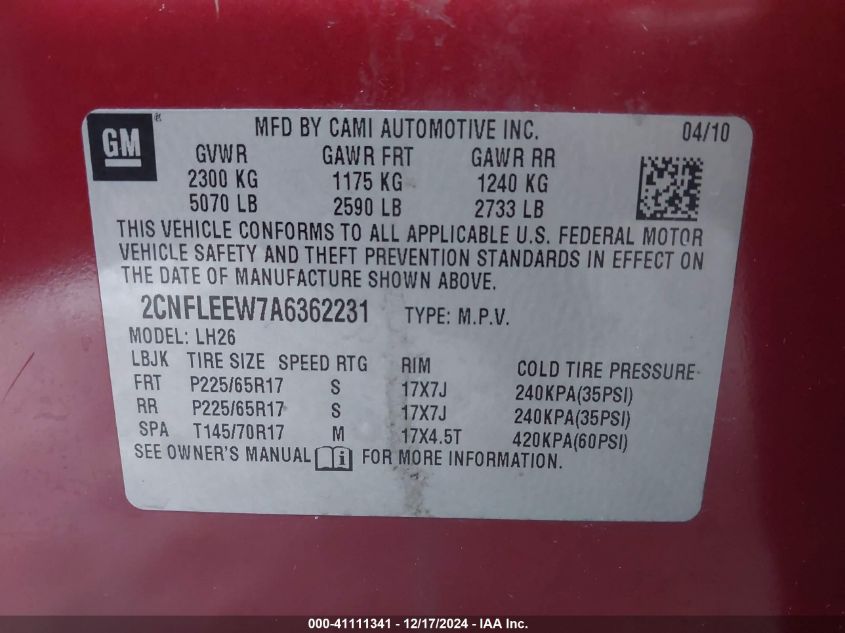 GM
MFD BY CAMI AUTOMOTIVE INC. 04/10
GVWR GAWR FRT GAWR RR
2300 KG 1175 KG 1240 KG
5070 LB 2590 LB 2733 LB
THIS VEHICLE CONFORMS TO ALL APPLICABLE U.S. FEDERAL MOTOR
VEHICLE SAFETY AND THEFT PREVENTION STANDARDS IN EFFECT ON
THE DATE OF MANUFACTURE SHOWN ABOVE.
2CNFLEEW7A6362231 TYPE: M.P.V.
MODEL: LH26
LBJK TIRE SIZE SPEED RTG RIM COLD TIRE PRESSURE
FRT P225/65R17 S 17X7J 240KPA(35PSI)
RR P225/65R17 S 17X7J 240KPA(35PSI)
SPA T145/70R17 M 17X4.5T 420KPA(60PSI)
SEE OWNER'S MANUAL i FOR MORE INFORMATION.
000-41111341 - 12/17/2024 - IAA Inc.